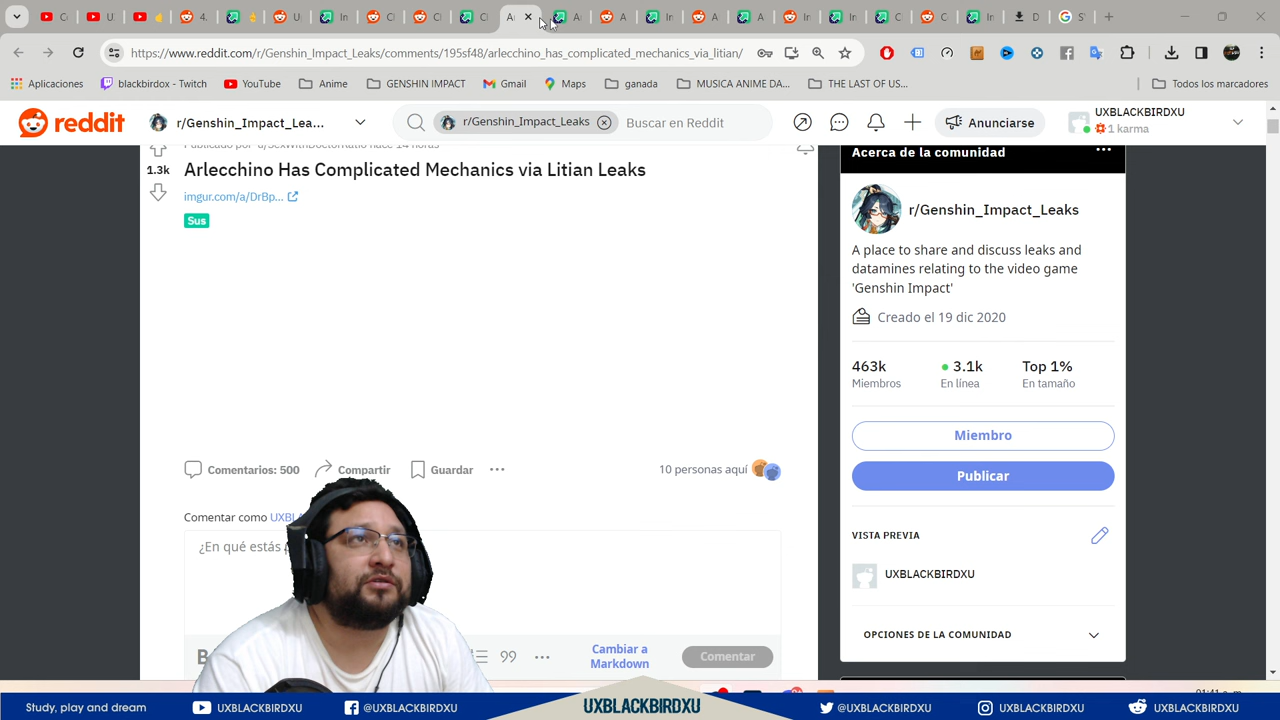 https://www.reddit.com/r/Genshin_Impact_Leaks/comments/195sf48/arlecchino_has_complicated_mechanics_via_litian/
Aplicaciones
blackbirdox - Twitch
YouTube
Anime
GENSHIN IMPACT
Gmail
Maps
ganada
MUSICA ANIME DA...
THE LAST OF US...
Todos los marcadores
reddit
r/Genshin_Impact_Lea...
r/Genshin_Impact_Leaks
Buscar en Reddit
Anunciarse
UXBLACKBIRDXU
1 karma
1.3k
Arlecchino Has Complicated Mechanics via Litian Leaks
imgur.com/a/DrBp...
Sus
Comentarios: 500
Compartir
Guardar
10 personas aquí
Comentar como
¿En qué estás
99
Cambiar a
Markdown
Comentar
Acerca de la comunidad
r/Genshin_Impact_Leaks
A place to share and discuss leaks and
datamines relating to the video game
'Genshin Impact'
Creado el 19 dic 2020
463k
3.1k
Top 1%
Miembros
En línea
En tamaño
Miembro
Publicar
VISTA PREVIA
UXBLACKBIRDXU
OPCIONES DE LA COMUNIDAD
Study, play and dream
UXBLACKBIRDXU
@UXBLACKBIRDXU
UXBLACKBIRDXU
@UXBLACKBIRDXU
UXBLACKBIRDXU
UXBLACKBIRDXU